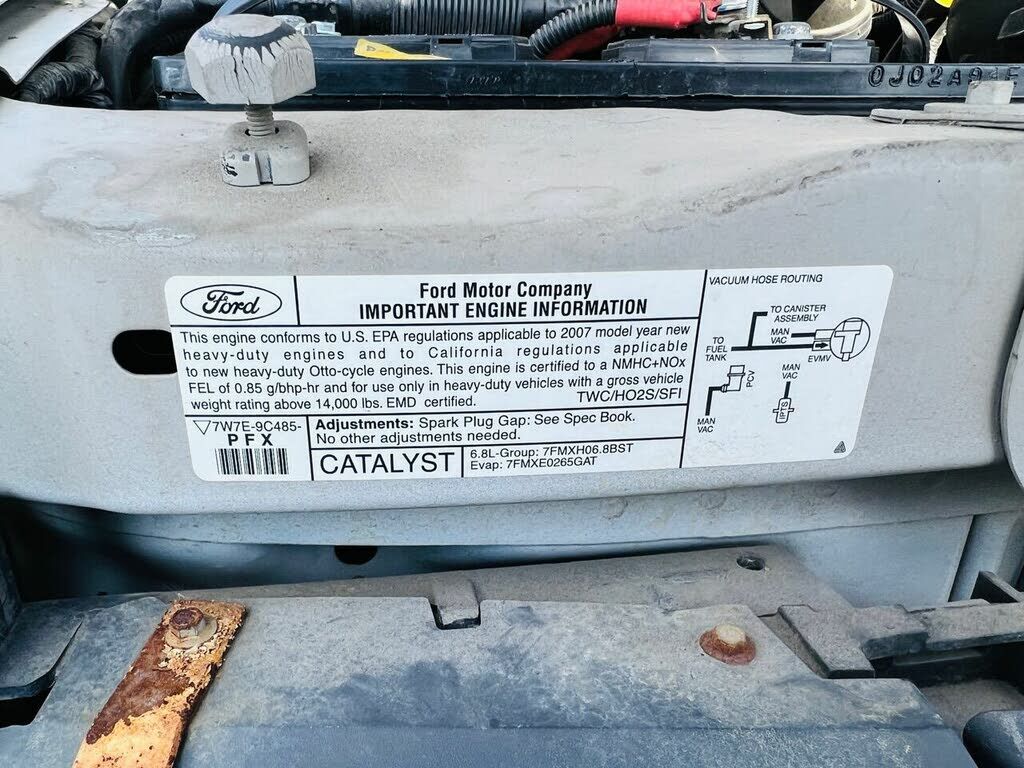 0J02A94F
Ford
Ford Motor Company
IMPORTANT ENGINE INFORMATION
This engine conforms to U.S. EPA regulations applicable to 2007 model year new
heavy-duty engines and to California regulations applicable
to new heavy-duty Otto-cycle engines. This engine is certified to a NMHC+NOx
FEL of 0.85 g/bhp-hr and for use only in heavy-duty vehicles with a gross vehicle
weight rating above 14,000 lbs. EMD certified.
TWC/HO2S/SFI
7W7E-9C485-
PFX
Adjustments: Spark Plug Gap: See Spec Book.
No other adjustments needed.
CATALYST
6.8L-Group: 7FMXH06.8BST
Evap: 7FMXE0265GAT
VACUUM HOSE ROUTING
TO CANISTER
ASSEMBLY
MAN
VAC
TO
FUEL
TANK
EVMV
PCV
MAN
VAC
MAN
VAC
IPTS